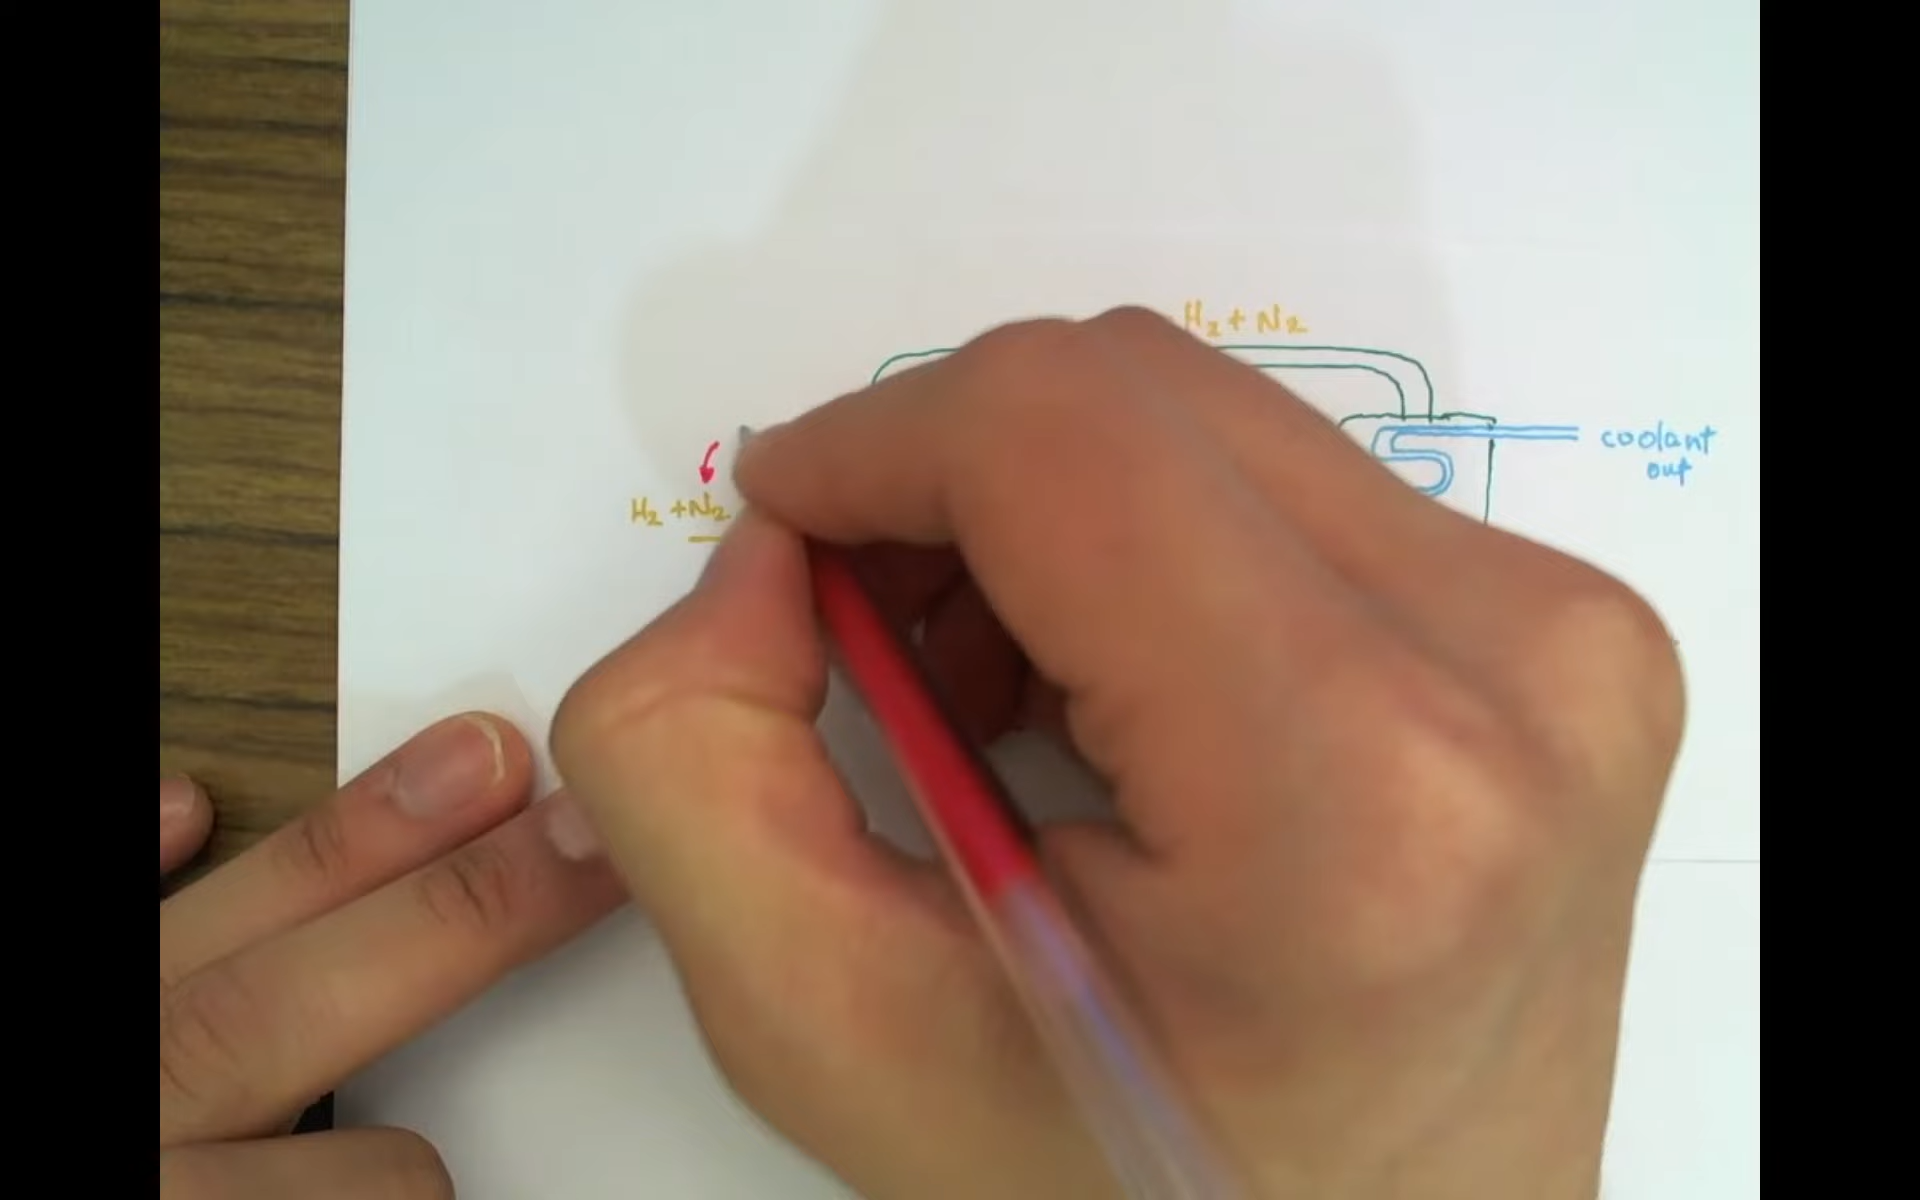 H₂ + N₂
coolant
out
H₂ + N₂